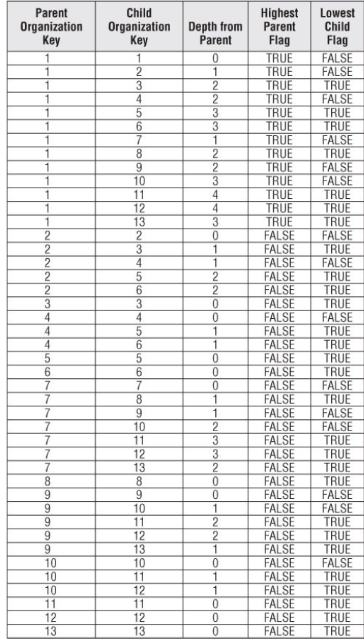 Parent Child Highest Lowest
Organization Organization Depth from Parent Child
Key Key Parent Flag Flag
1 1 0 TRUE FALSE
1 2 1 TRUE FALSE
1 3 2 TRUE TRUE
1 4 2 TRUE FALSE
1 5 3 TRUE TRUE
1 6 3 TRUE TRUE
1 7 1 TRUE FALSE
1 8 2 TRUE TRUE
1 9 2 TRUE FALSE
1 10 3 TRUE FALSE
1 11 4 TRUE TRUE
1 12 4 TRUE TRUE
1 13 3 TRUE TRUE
2 2 0 FALSE FALSE
2 3 1 FALSE TRUE
2 4 1 FALSE FALSE
2 5 2 FALSE TRUE
2 6 2 FALSE TRUE
3 3 0 FALSE TRUE
4 4 0 FALSE FALSE
4 5 1 FALSE TRUE
4 6 1 FALSE TRUE
5 5 0 FALSE TRUE
6 6 0 FALSE TRUE
7 7 0 FALSE FALSE
7 8 1 FALSE TRUE
7 9 1 FALSE FALSE
7 10 2 FALSE FALSE
7 11 3 FALSE TRUE
7 12 3 FALSE TRUE
7 13 2 FALSE TRUE
8 8 0 FALSE TRUE
9 9 0 FALSE FALSE
9 10 1 FALSE FALSE
9 11 2 FALSE TRUE
9 12 2 FALSE TRUE
9 13 1 FALSE TRUE
10 10 0 FALSE FALSE
10 11 1 FALSE TRUE
10 12 1 FALSE TRUE
11 11 0 FALSE TRUE
12 12 0 FALSE TRUE
13 13 0 FALSE TRUE